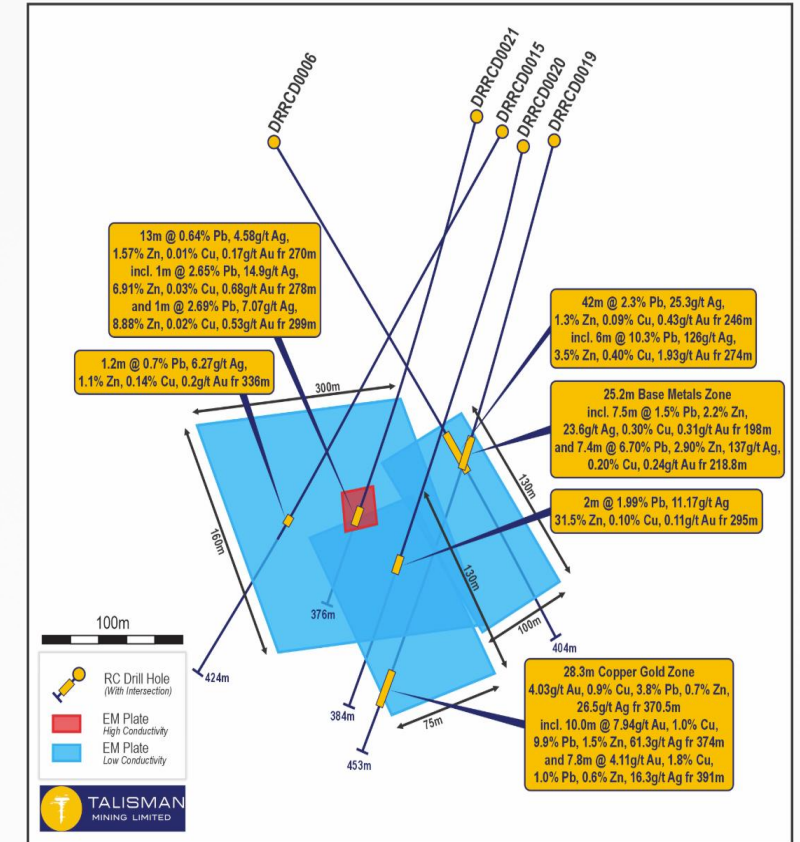 DRRCD0006
DRRCD0021
DRRCD0015
DRRCD0020
DRRCD0019
13m @ 0.64% Pb, 4.58g/t Ag,
1.57% Zn, 0.01% Cu, 0.17g/t Au fr 270m
incl. 1m @ 2.65% Pb, 14.9g/t Ag,
6.91% Zn, 0.03% Cu, 0.68g/t Au fr 278m
and 1m @ 2.69% Pb, 7.07g/t Ag,
8.88% Zn, 0.02% Cu, 0.53g/t Au fr 299m
1.2m @ 0.7% Pb, 6.27g/t Ag,
1.1% Zn, 0.14% Cu, 0.2g/t Au fr 336m
42m @ 2.3% Pb, 25.3g/t Ag,
1.3% Zn, 0.09% Cu, 0.43g/t Au fr 246m
incl. 6m @ 10.3% Pb, 126g/t Ag,
3.5% Zn, 0.40% Cu, 1.93g/t Au fr 274m
25.2m Base Metals Zone
incl. 7.5m @ 1.5% Pb, 2.2% Zn,
23.6g/t Ag, 0.30% Cu, 0.31g/t Au fr 198m
and 7.4m @ 6.70% Pb, 2.90% Zn, 137g/t Ag,
0.20% Cu, 0.24g/t Au fr 218.8m
2m @ 1.99% Pb, 11.17g/t Ag
31.5% Zn, 0.10% Cu, 0.11g/t Au fr 295m
28.3m Copper Gold Zone
4.03g/t Au, 0.9% Cu, 3.8% Pb, 0.7% Zn,
26.5g/t Ag fr 370.5m
incl. 10.0m @ 7.94g/t Au, 1.0% Cu,
9.9% Pb, 1.5% Zn, 61.3g/t Ag fr 374m
and 7.8m @ 4.11g/t Au, 1.8% Cu,
1.0% Pb, 0.6% Zn, 16.3g/t Ag fr 391m
300m
160m
130m
130m
100m
75m
376m
424m
384m
453m
404m
100m
RC Drill Hole
(With Intersection)
EM Plate
High Conductivity
EM Plate
Low Conductivity
TALISMAN
MINING LIMITED